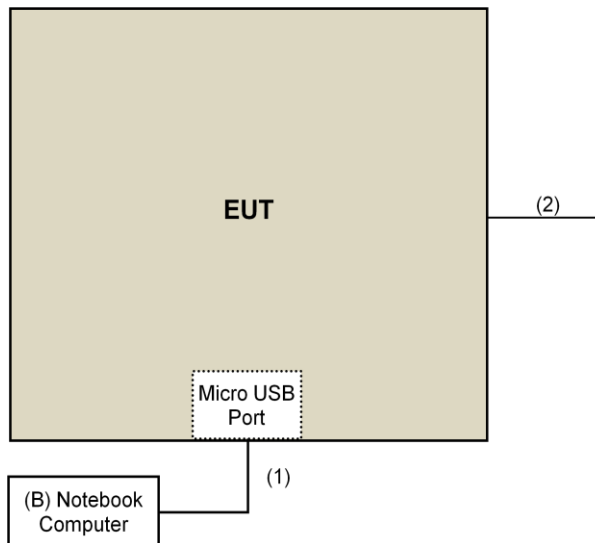 EUT
(2)
Micro USB
Port
(1)
(B) Notebook
Computer